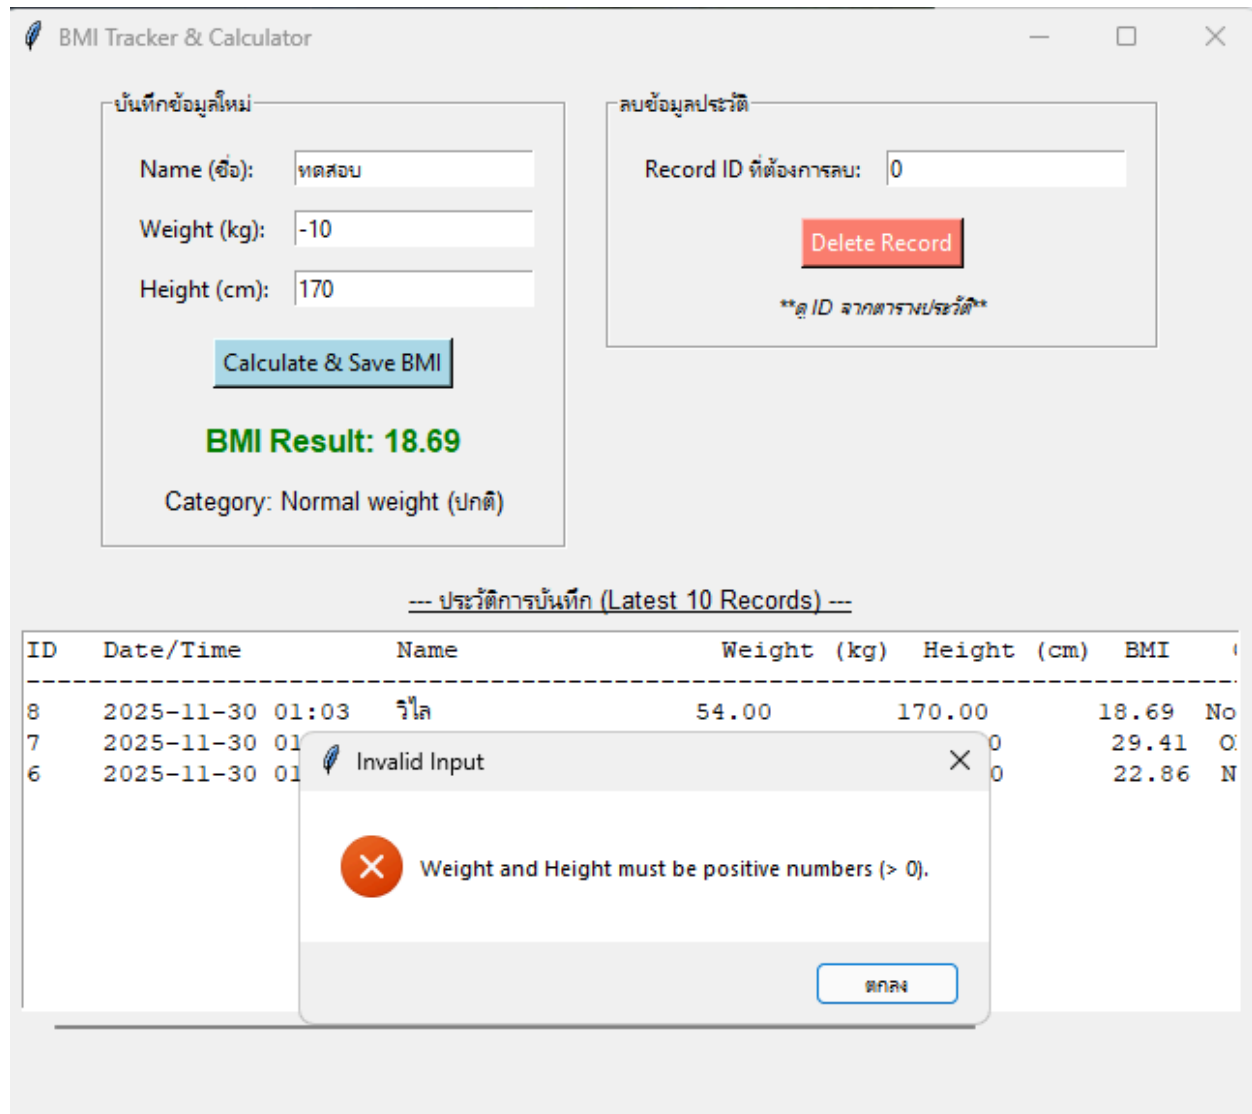 BMI Tracker & Calculator
บันทึกข้อมูลใหม่
Name (ชื่อ): ทดสอบ
Weight (kg): -10
Height (cm): 170
Calculate & Save BMI
BMI Result: 18.69
Category: Normal weight (ปกติ)
ลบข้อมูลประวัติ
Record ID ที่ต้องการลบ: 0
Delete Record
**ดู ID จากตารางประวัติ**
--- ประวัติการบันทึก (Latest 10 Records) ---
ID Date/Time Name Weight (kg) Height (cm) BMI
8 2025-11-30 01:03 วิไล 54.00 170.00 18.69 No
7 2025-11-30 01 0 29.41 O
6 2025-11-30 01 0 22.86 N
Invalid Input
Weight and Height must be positive numbers (> 0).
ตกลง